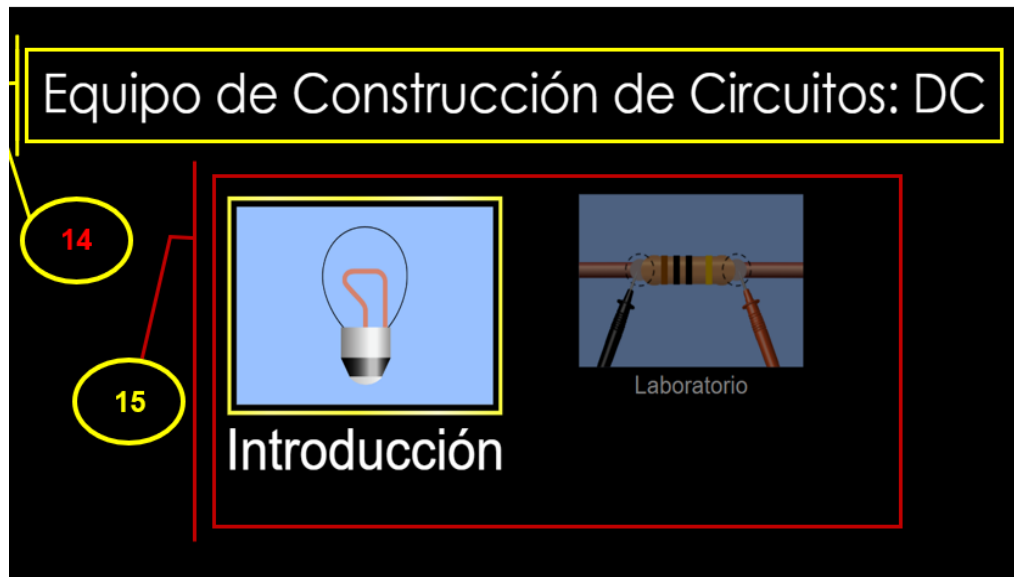 Equipo de Construcción de Circuitos: DC
14
15
Introducción
Laboratorio